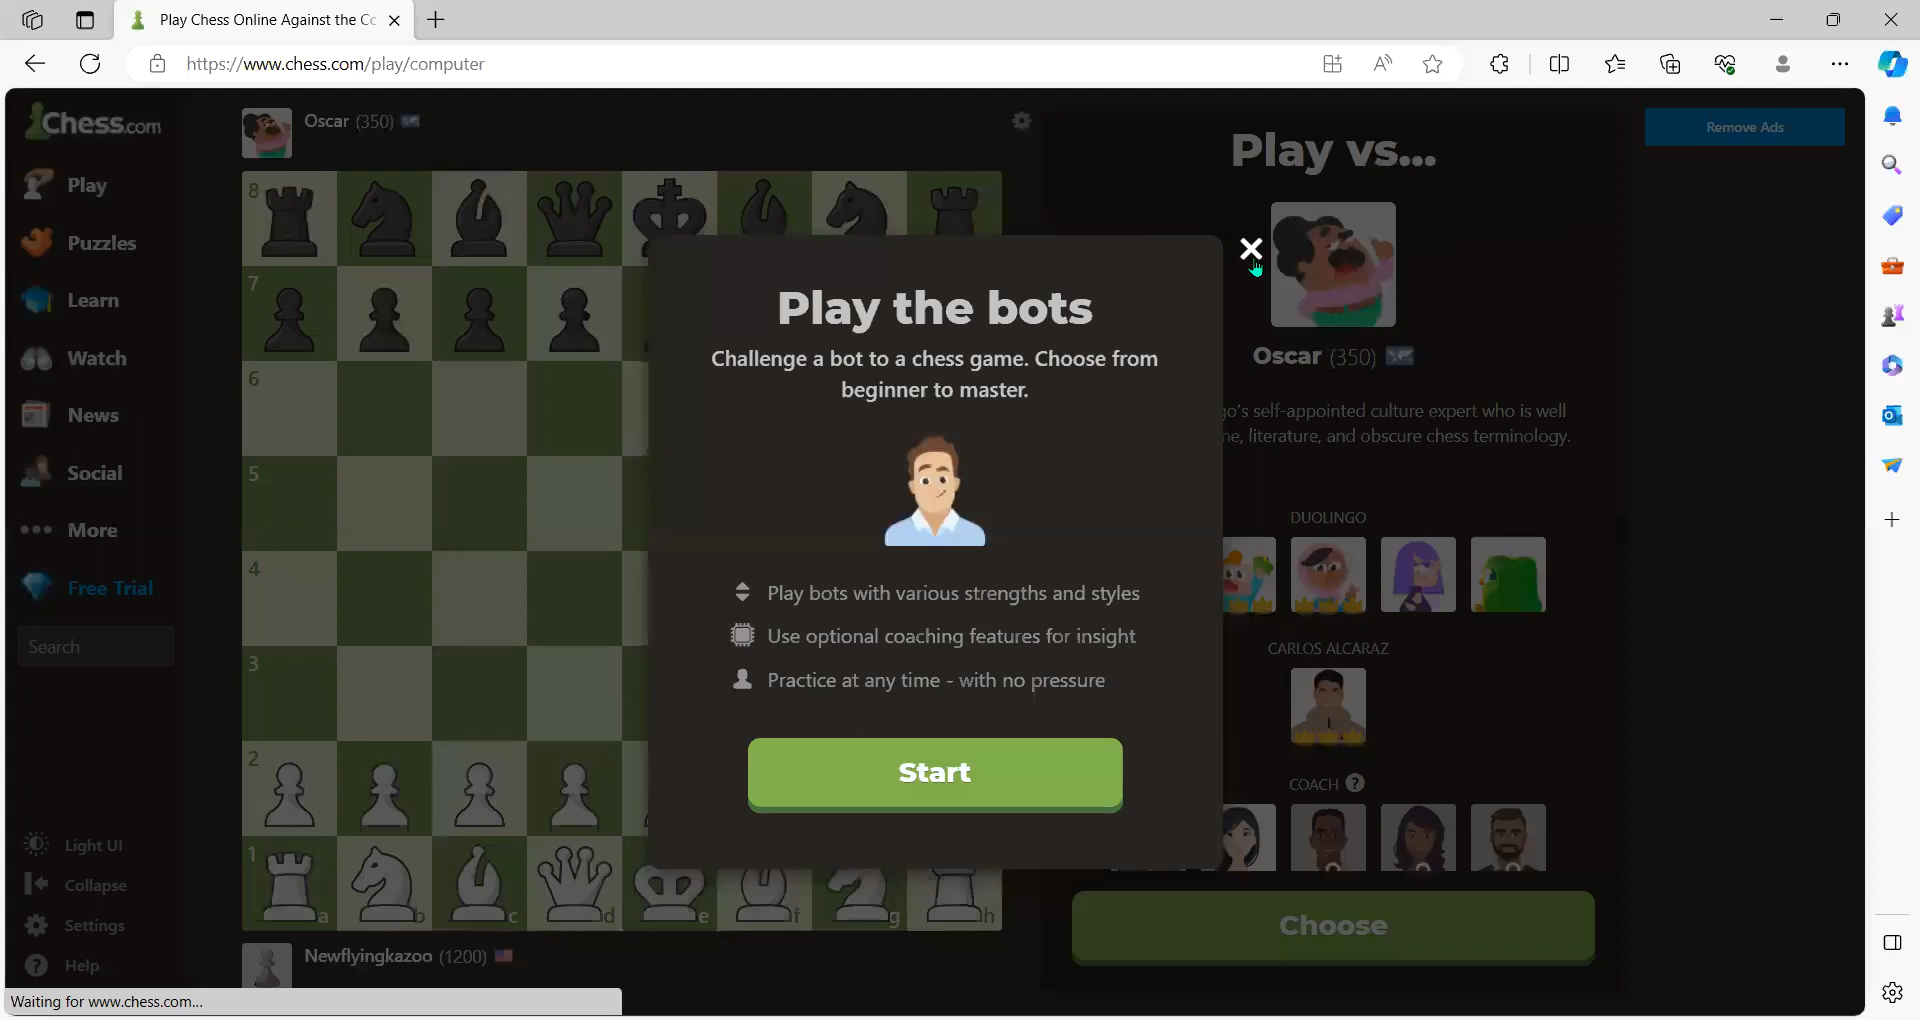 Play Chess Online Against the Cc
https://www.chess.com/play/computer
Chess.com
Play
Puzzles
Learn
Watch
News
Social
More
Free Trial
Search
Light UI
Collapse
Settings
Help
Waiting for www.chess.com...
Oscar (350)
8
7
6
5
4
3
2
1
a b c d e f g h
Newflyingkazoo (1200)
Play the bots
Challenge a bot to a chess game. Choose from
beginner to master.
Play bots with various strengths and styles
Use optional coaching features for insight
Practice at any time - with no pressure
Start
Play vs...
Oscar (350)
self-appointed culture expert who is well
literature, and obscure chess terminology.
DUOLINGO
CARLOS ALCARAZ
COACH ?
Choose
Remove Ads